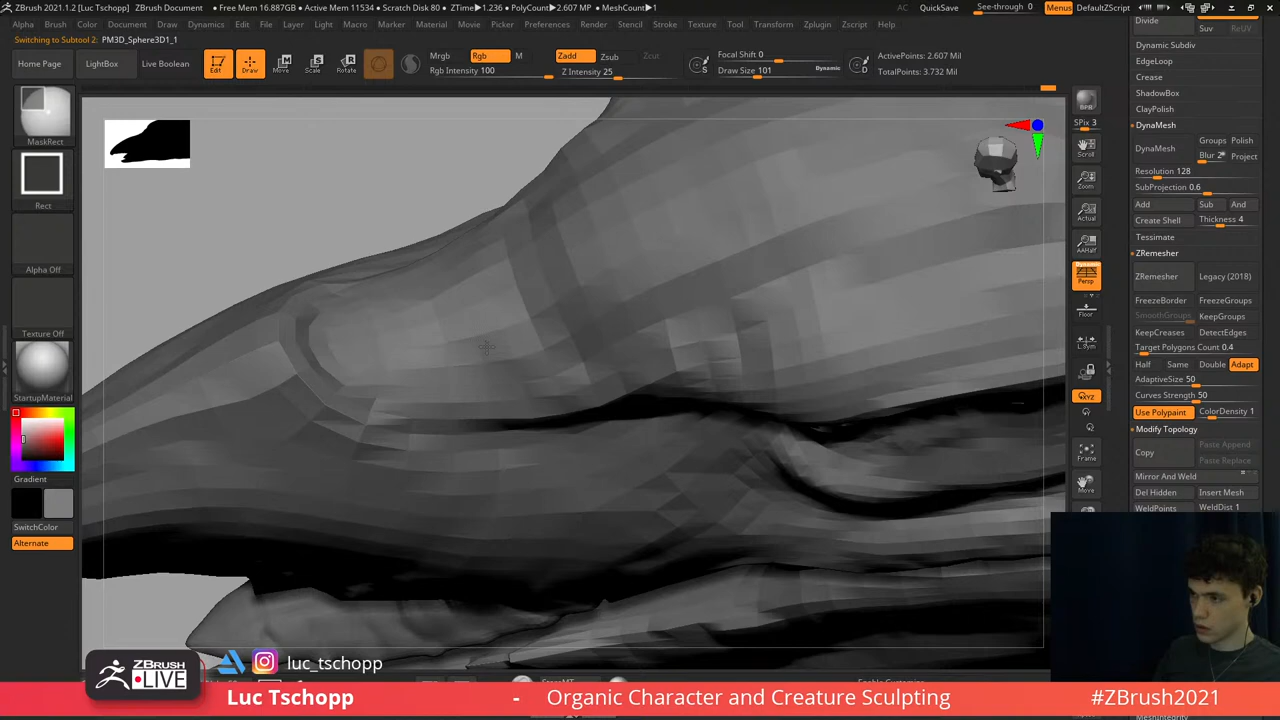 ZBrush 2021.1.2 [Luc Tschopp] ZBrush Document • Free Mem 16.887GB • Active Mem 11534 • Scratch Disk 80 • ZTime▶1.236 • PolyCount▶2.607 MP • MeshCount▶1
AC QuickSave See-through 0 Menus DefaultZScript
Alpha Brush Color Document Draw Dynamics Edit File Layer Light Macro Marker Material Movie Picker Preferences Render Stencil Stroke Texture Tool Transform Zplugin Zscript Help
Switching to Subtool 2: PM3D_Sphere3D1_1
Home Page
LightBox
Live Boolean
Edit
Draw
Move
Scale
Rotate
Mrgb Rgb M
Rgb Intensity 100
Zadd Zsub Zcut
Z Intensity 25
Focal Shift 0
Draw Size 101
Dynamic
ActivePoints: 2.607 Mil
TotalPoints: 3.732 Mil
MaskRect
Rect
Alpha Off
Texture Off
StartupMaterial
Gradient
SwitchColor
Alternate
BPR
SPix 3
Scroll
Zoom
Actual
AAHalf
Dynamic
Persp
Floor
L.Sym
XYZ
Frame
Move
Divide
Suv ReUV
Dynamic Subdiv
EdgeLoop
Crease
ShadowBox
ClayPolish
DynaMesh
Groups Polish
DynaMesh
Blur 2 Project
Resolution 128
SubProjection 0.6
Add Sub And
Create Shell Thickness 4
Tessimate
ZRemesher
ZRemesher Legacy (2018)
FreezeBorder FreezeGroups
SmoothGroups KeepGroups
KeepCreases DetectEdges
Target Polygons Count 0.4
Half Same Double Adapt
AdaptiveSize 50
Curves Strength 50
Use Polypaint ColorDensity 1
Modify Topology
Copy
Paste Append
Paste Replace
Mirror And Weld
Del Hidden Insert Mesh
WeldPoints WeldDist 1
MeshIntegrity
luc_tschopp
ZBRUSH
LIVE
Luc Tschopp - Organic Character and Creature Sculpting #ZBrush2021